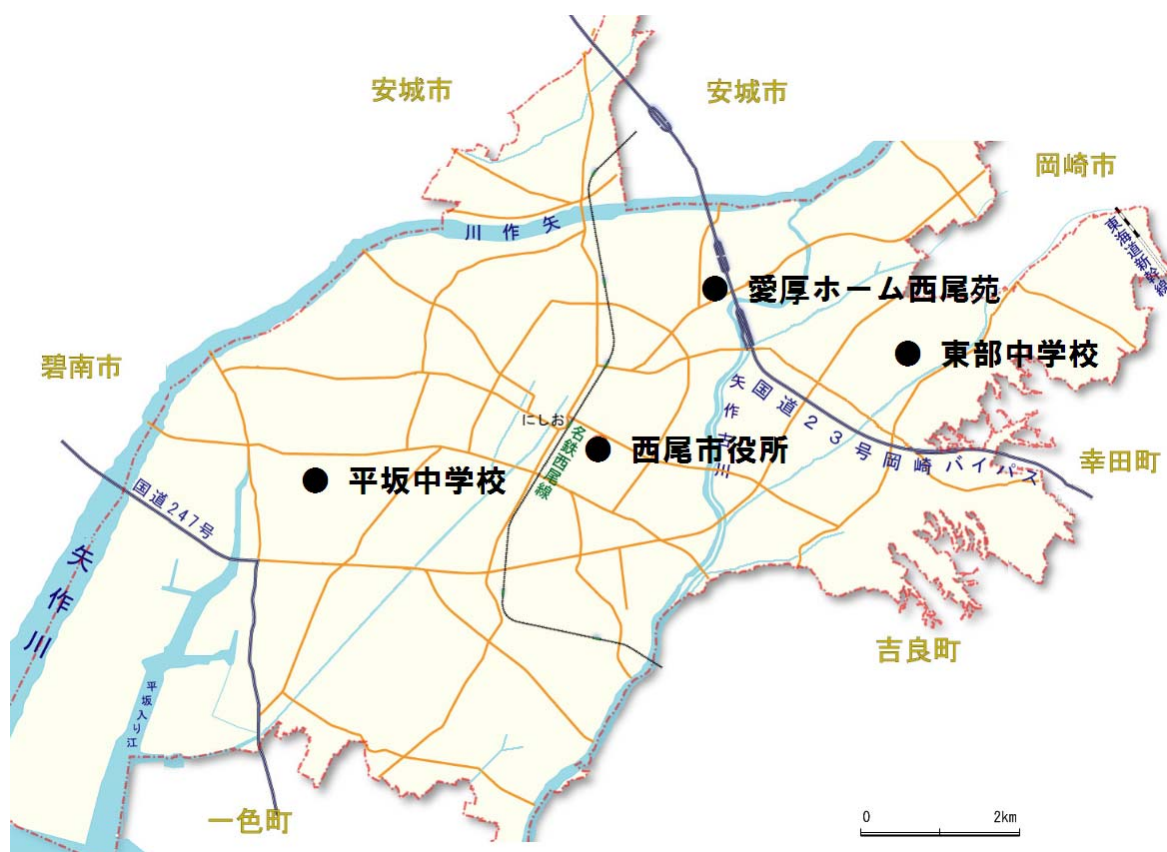 安城市
安城市
岡崎市
東海道新幹線
矢作川
愛厚ホーム西尾苑
碧南市
東部中学校
矢作古川
国道23号岡崎バイパス
にしお
名鉄西尾線
西尾市役所
幸田町
平坂中学校
国道247号
矢作川
吉良町
平坂入り江
一色町
0
2km